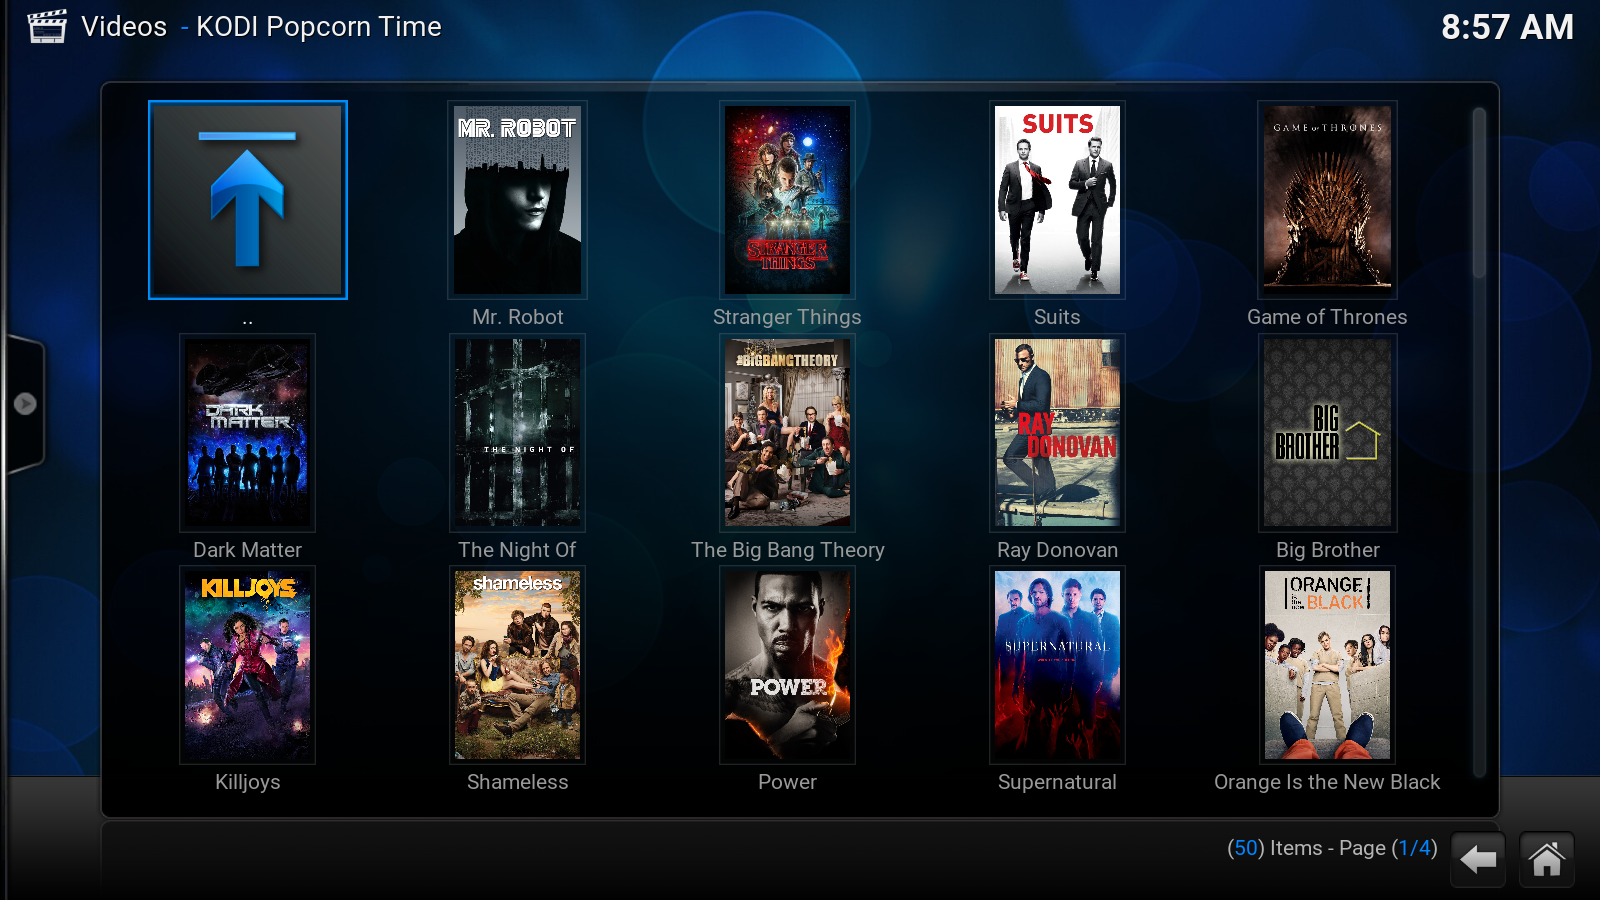 Videos - KODI Popcorn Time
8:57 AM
MR. ROBOT
STRANGER
THINGS
SUITS
GAME OF THRONES
..
Mr. Robot
Stranger Things
Suits
Game of Thrones
DARK
MATTER
THE NIGHT OF
BIGBANGTHEORY
RAY
DONOVAN
BIG
BROTHER
Dark Matter
The Night Of
The Big Bang Theory
Ray Donovan
Big Brother
KILLJOYS
shameless
POWER
SUPERNATURAL
ORANGE
is the new BLACK
Killjoys
Shameless
Power
Supernatural
Orange Is the New Black
(50) Items - Page (1/4)